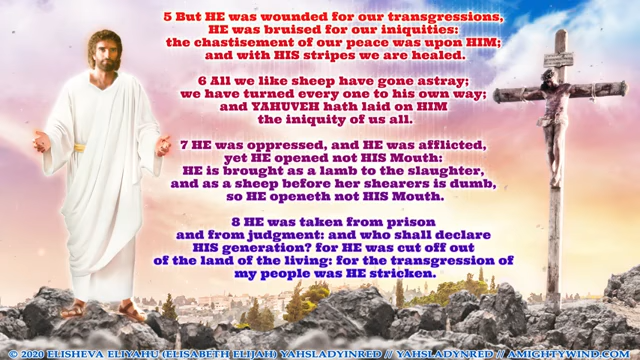 5 But HE was wounded for our transgressions,
HE was bruised for our iniquities:
the chastisement of our peace was upon HIM;
and with HIS stripes we are healed.
6 All we like sheep have gone astray;
we have turned every one to his own way;
and YAHUVEH hath laid on HIM
the iniquity of us all.
7 HE was oppressed, and HE was afflicted,
yet HE opened not HIS Mouth:
HE is brought as a lamb to the slaughter,
and as a sheep before her shearers is dumb,
so HE openeth not HIS Mouth.
8 HE was taken from prison
and from judgment: and who shall declare
HIS generation? for HE was cut off out
of the land of the living: for the transgression of
my people was HE stricken.
© 2020 ELISHEVA ELIYAHU (ELISABETH ELIJAH) YAHSLADYINRED // YAHSLADYNRED // AMIGHTYWIND.COM